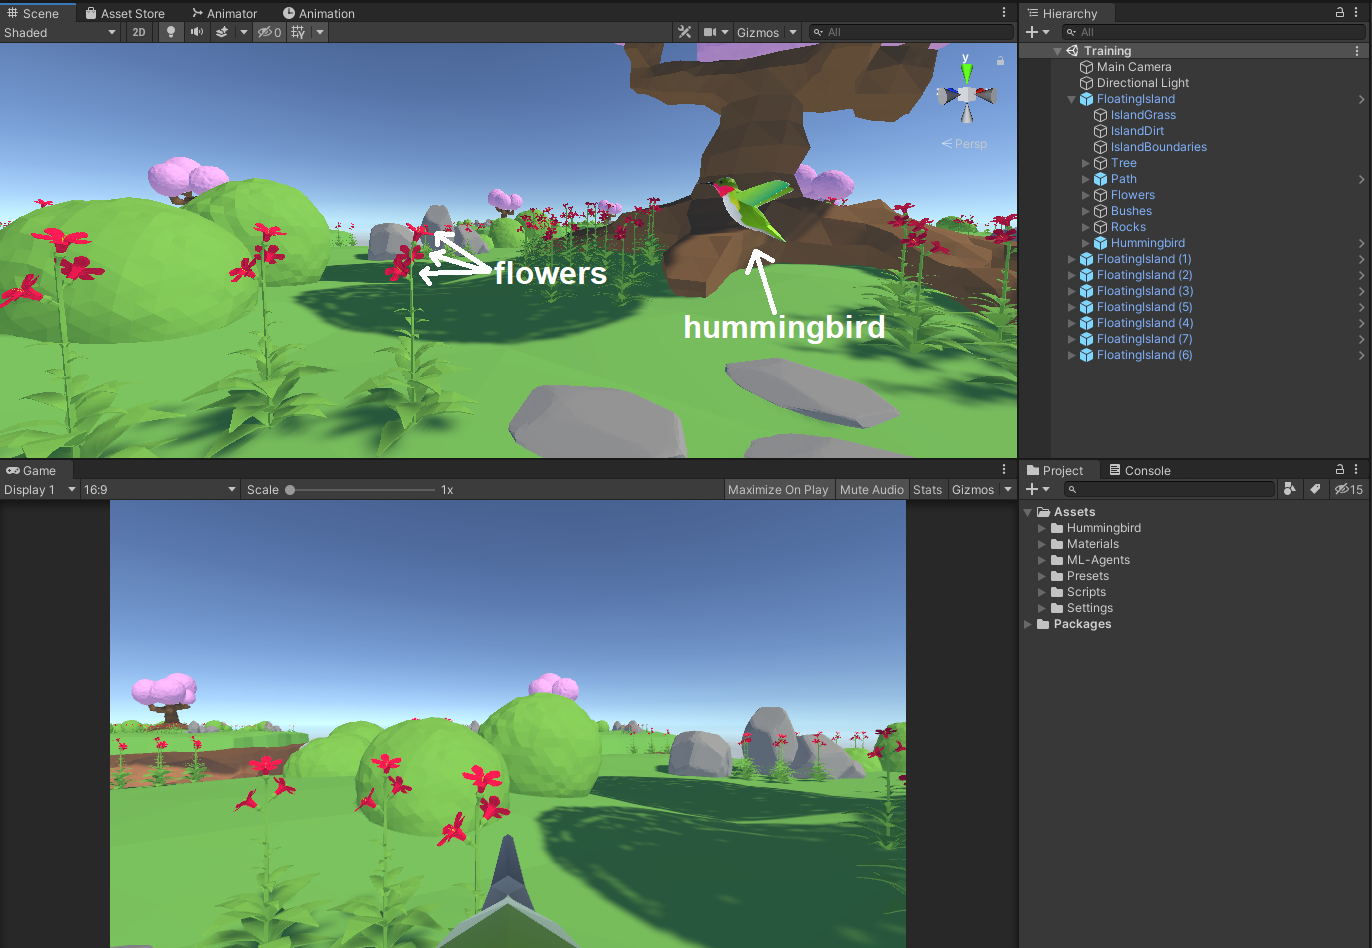 Scene Asset Store Animator Animation
Shaded 2D 0 Gizmos All
y
Persp
flowers
hummingbird
Hierarchy
All
Training
Main Camera
Directional Light
FloatingIsland
IslandGrass
IslandDirt
IslandBoundaries
Tree
Path
Flowers
Bushes
Rocks
Hummingbird
FloatingIsland (1)
FloatingIsland (2)
FloatingIsland (3)
FloatingIsland (5)
FloatingIsland (4)
FloatingIsland (7)
FloatingIsland (6)
Game
Display 1 16:9 Scale 1x Maximize On Play Mute Audio Stats Gizmos
Project Console
15
Assets
Hummingbird
Materials
ML-Agents
Presets
Scripts
Settings
Packages